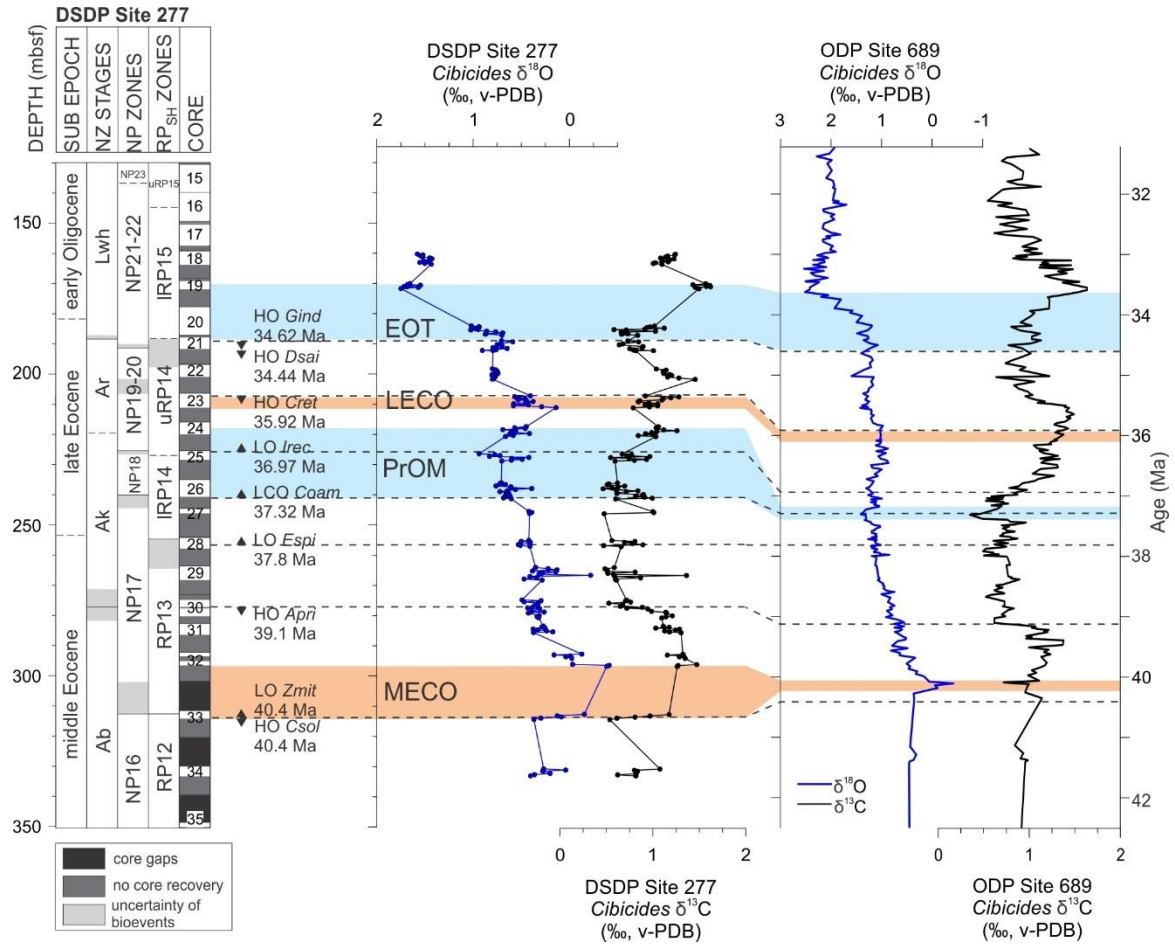 DSDP Site 277
DEPTH (mbsf)
SUB EPOCH
NZ STAGES
NP ZONES
RP_SH ZONES
CORE
150
200
250
300
350
early Oligocene
late Eocene
middle Eocene
Lwh
Ar
Ak
Ab
NP23
NP21-22
NP19-20
NP18
NP17
NP16
uRP15
lRP15
uRP14
lRP14
RP13
RP12
15
16
17
18
19
20
21
22
23
24
25
26
27
28
29
30
31
32
33
34
35
HO Gind
34.62 Ma
HO Dsai
34.44 Ma
HO Cret
35.92 Ma
LO Irec
36.97 Ma
LCO Coam
37.32 Ma
LO Espi
37.8 Ma
HO Apri
39.1 Ma
LO Zmit
40.4 Ma
HO Csol
40.4 Ma
DSDP Site 277
Cibicides δ18O
(‰, v-PDB)
2 1 0
EOT
LECO
PrOM
MECO
0 1 2
DSDP Site 277
Cibicides δ13C
(‰, v-PDB)
ODP Site 689
Cibicides δ18O
(‰, v-PDB)
3 2 1 0 -1
32
34
36
38
40
42
Age (Ma)
δ18O
δ13C
0 1 2
ODP Site 689
Cibicides δ13C
(‰, v-PDB)
core gaps
no core recovery
uncertainty of
bioevents